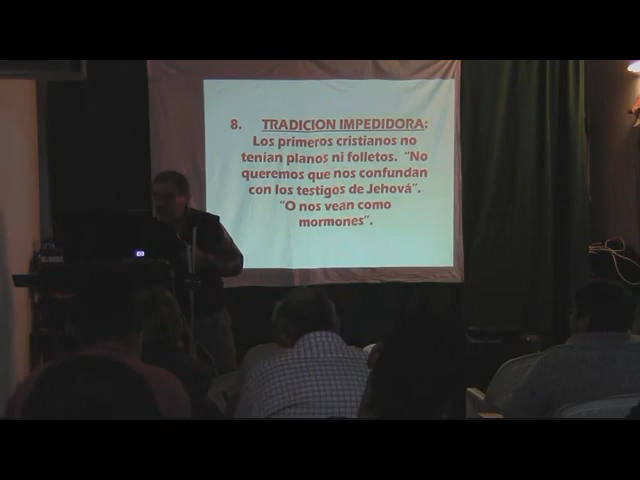 8. TRADICION IMPEDIDORA:
Los primeros cristianos no
tenían planos ni folletos. "No
queremos que nos confundan
con los testigos de Jehová".
"O nos vean como
mormones".